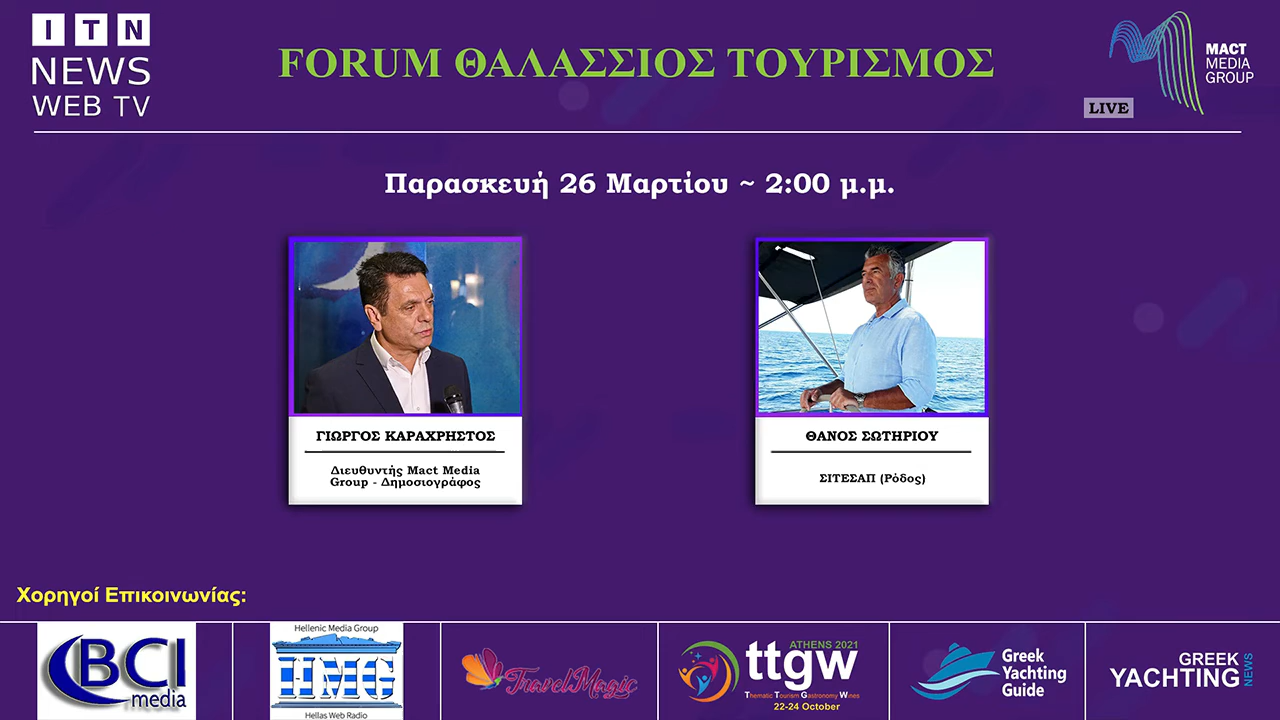 ITN
NEWS
WEB TV
FORUM ΘΑΛΑΣΣΙΟΣ ΤΟΥΡΙΣΜΟΣ
MACT
MEDIA
GROUP
LIVE
Παρασκευή 26 Μαρτίου ~ 2:00 μ.μ.
ΓΙΩΡΓΟΣ ΚΑΡΑΧΡΗΣΤΟΣ
Διευθυντής Mact Media
Group - Δημοσιογράφος
ΘΑΝΟΣ ΣΩΤΗΡΙΟΥ
ΣΙΤΕΣΑΠ (Ρόδος)
Χορηγοί Επικοινωνίας:
BCI
media
Hellenic Media Group
HMG
Hellas Web Radio
TravelMagic
ATHENS 2021
ttgw
Thematic Tourism Gastronomy Wines
22-24 October
Greek
Yachting
Guide
GREEK
YACHTING
NEWS